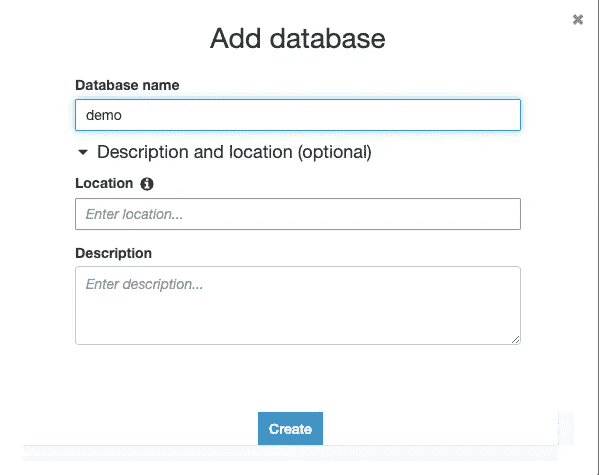 Add database
Database name
demo
Description and location (optional)
Location
Enter location...
Description
Enter description...
Create